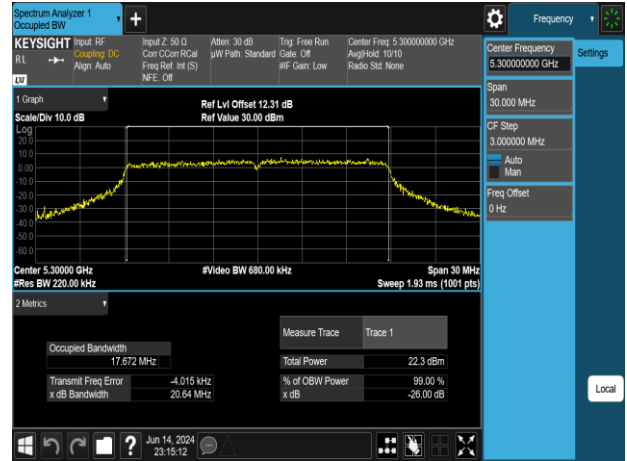 Spectrum Analyzer 1
Occupied BW
Frequency
KEYSIGHT
Input: RF
Coupling: DC
Align: Auto
Input Z: 50 Ω
Corr CCorr RCal
Freq Ref: Int (S)
NFE: Off
Atten: 30 dB
µW Path: Standard
Trig: Free Run
Gate: Off
#IF Gain: Low
Center Freq: 5.300000000 GHz
Avg|Hold: 10/10
Radio Std: None
RL
LXI
Center Frequency
5.300000000 GHz
Settings
Span
30.000 MHz
CF Step
3.000000 MHz
Auto
Man
Freq Offset
0 Hz
Local
1 Graph
Scale/Div 10.0 dB
Ref Lvl Offset 12.31 dB
Ref Value 30.00 dBm
Log
20.0
10.0
0.00
-10.0
-20.0
-30.0
-40.0
-50.0
-60.0
Center 5.30000 GHz
#Video BW 680.00 kHz
Span 30 MHz
#Res BW 220.00 kHz
Sweep 1.93 ms (1001 pts)
2 Metrics
Measure Trace Trace 1
Occupied Bandwidth
17.672 MHz
Total Power 22.3 dBm
Transmit Freq Error -4.015 kHz
% of OBW Power 99.00 %
x dB Bandwidth 20.64 MHz
x dB -26.00 dB
Jun 14, 2024
23:15:12